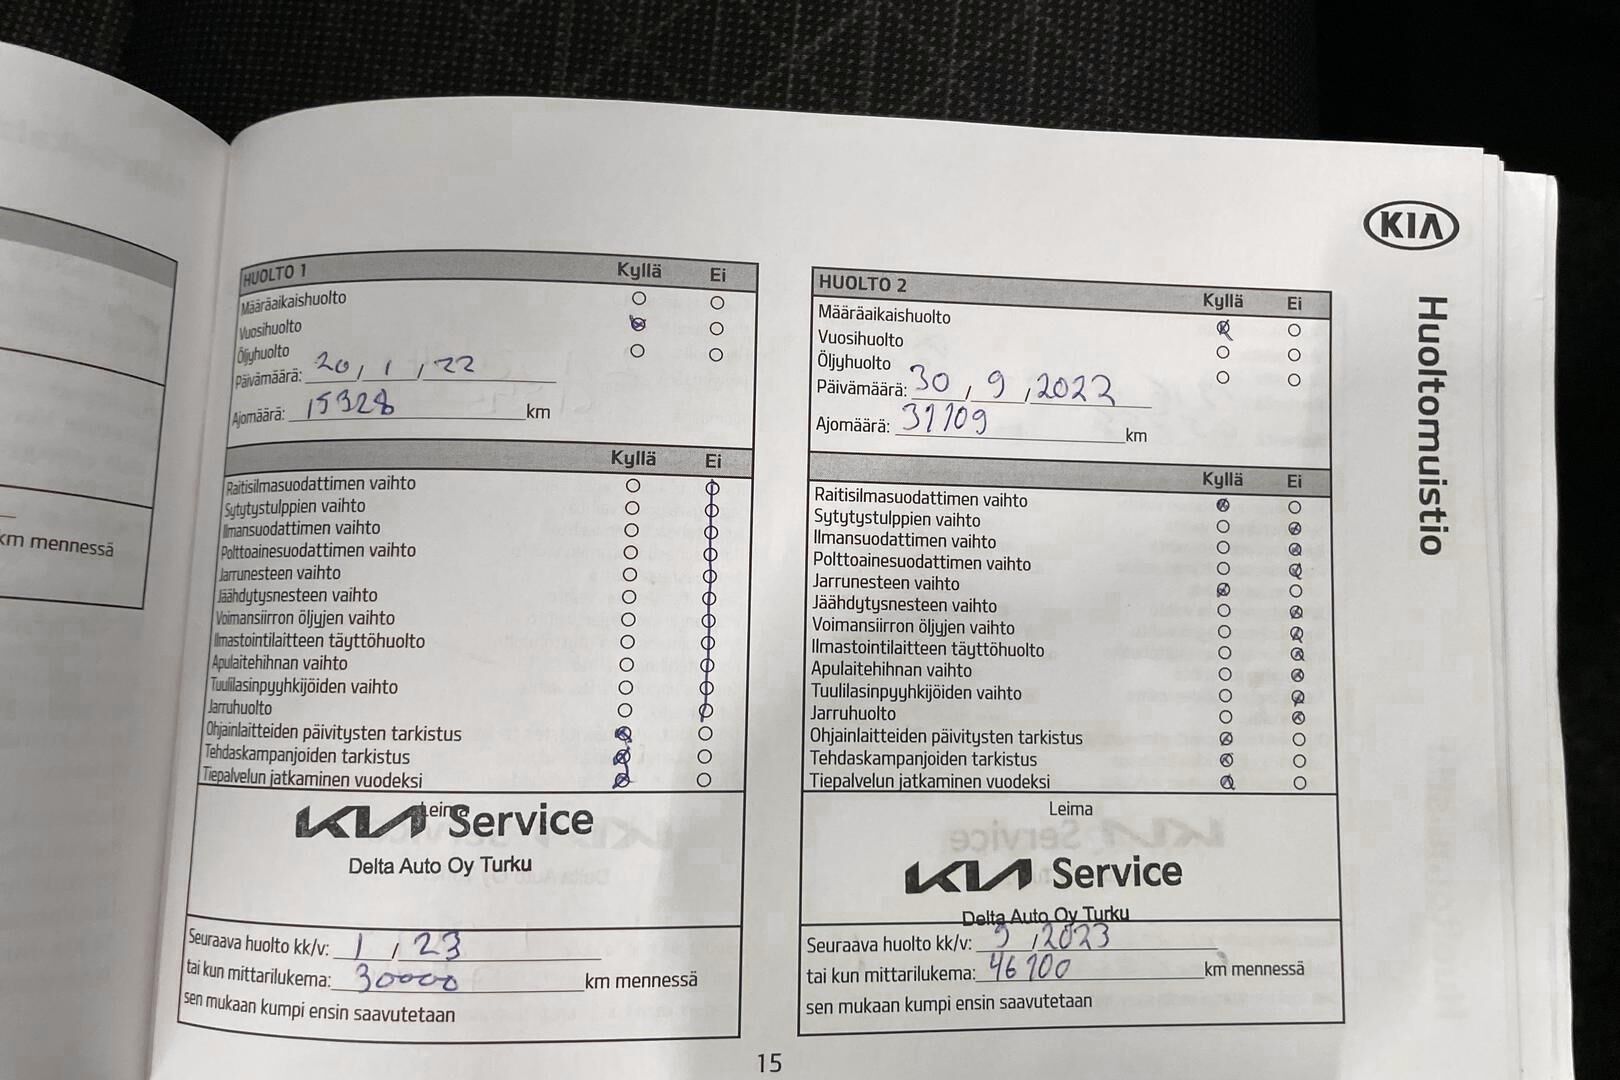 km mennessä
HUOLTO 1 Kyllä Ei
Määräaikaishuolto
Vuosihuolto
Öljyhuolto
Päivämäärä: 20 / 1 / 22
Ajomäärä: 15328 km
Kyllä Ei
Raitisilmasuodattimen vaihto
Sytytystulppien vaihto
Ilmansuodattimen vaihto
Polttoainesuodattimen vaihto
Jarrunesteen vaihto
Jäähdytysnesteen vaihto
Voimansiirron öljyjen vaihto
Ilmastointilaitteen täyttöhuolto
Apulaitehihnan vaihto
Tuulilasinpyyhkijöiden vaihto
Jarruhuolto
Ohjainlaitteiden päivitysten tarkistus
Tehdaskampanjoiden tarkistus
Tiepalvelun jatkaminen vuodeksi
Leima
KIA Service
Delta Auto Oy Turku
Seuraava huolto kk/v: 1 / 23
tai kun mittarilukema: 30000 km mennessä
sen mukaan kumpi ensin saavutetaan
HUOLTO 2 Kyllä Ei
Määräaikaishuolto
Vuosihuolto
Öljyhuolto
Päivämäärä: 30 / 9 / 2022
Ajomäärä: 31109 km
Kyllä Ei
Raitisilmasuodattimen vaihto
Sytytystulppien vaihto
Ilmansuodattimen vaihto
Polttoainesuodattimen vaihto
Jarrunesteen vaihto
Jäähdytysnesteen vaihto
Voimansiirron öljyjen vaihto
Ilmastointilaitteen täyttöhuolto
Apulaitehihnan vaihto
Tuulilasinpyyhkijöiden vaihto
Jarruhuolto
Ohjainlaitteiden päivitysten tarkistus
Tehdaskampanjoiden tarkistus
Tiepalvelun jatkaminen vuodeksi
Leima
KIA Service
Delta Auto Oy Turku
Seuraava huolto kk/v: 9 / 2023
tai kun mittarilukema: 46100 km mennessä
sen mukaan kumpi ensin saavutetaan
KIA
Huoltomuistio
15